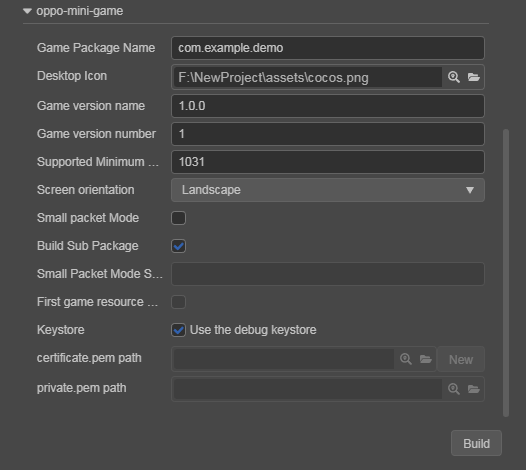 oppo-mini-game
Game Package Name com.example.demo
Desktop Icon F:\NewProject\assets\cocos.png
Game version name 1.0.0
Game version number 1
Supported Minimum ... 1031
Screen orientation Landscape
Small packet Mode
Build Sub Package
Small Packet Mode S...
First game resource ...
Keystore Use the debug keystore
certificate.pem path New
private.pem path
Build